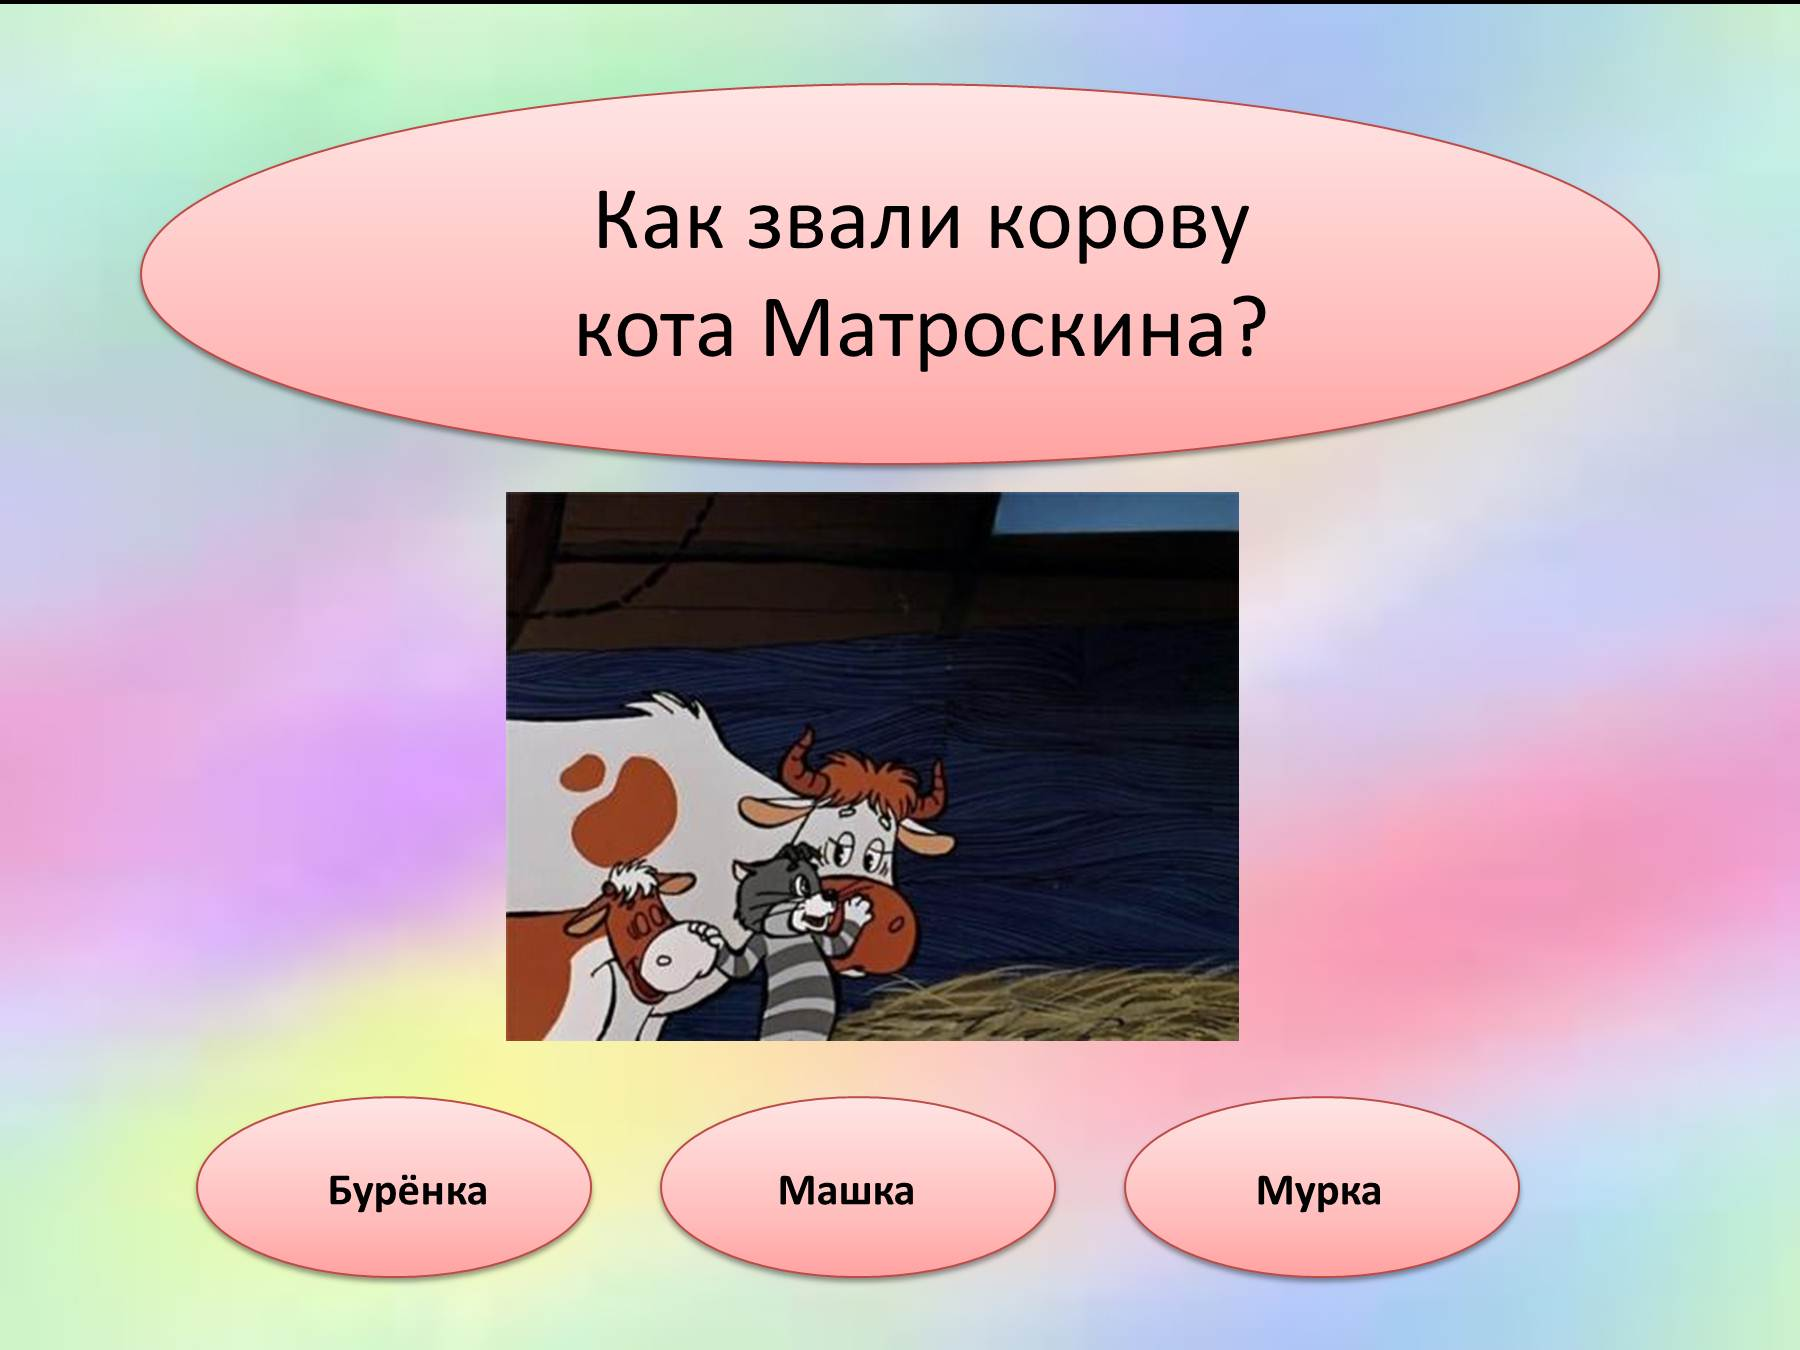 Как звали корову
кота Матроскина?
Бурёнка
Машка
Мурка